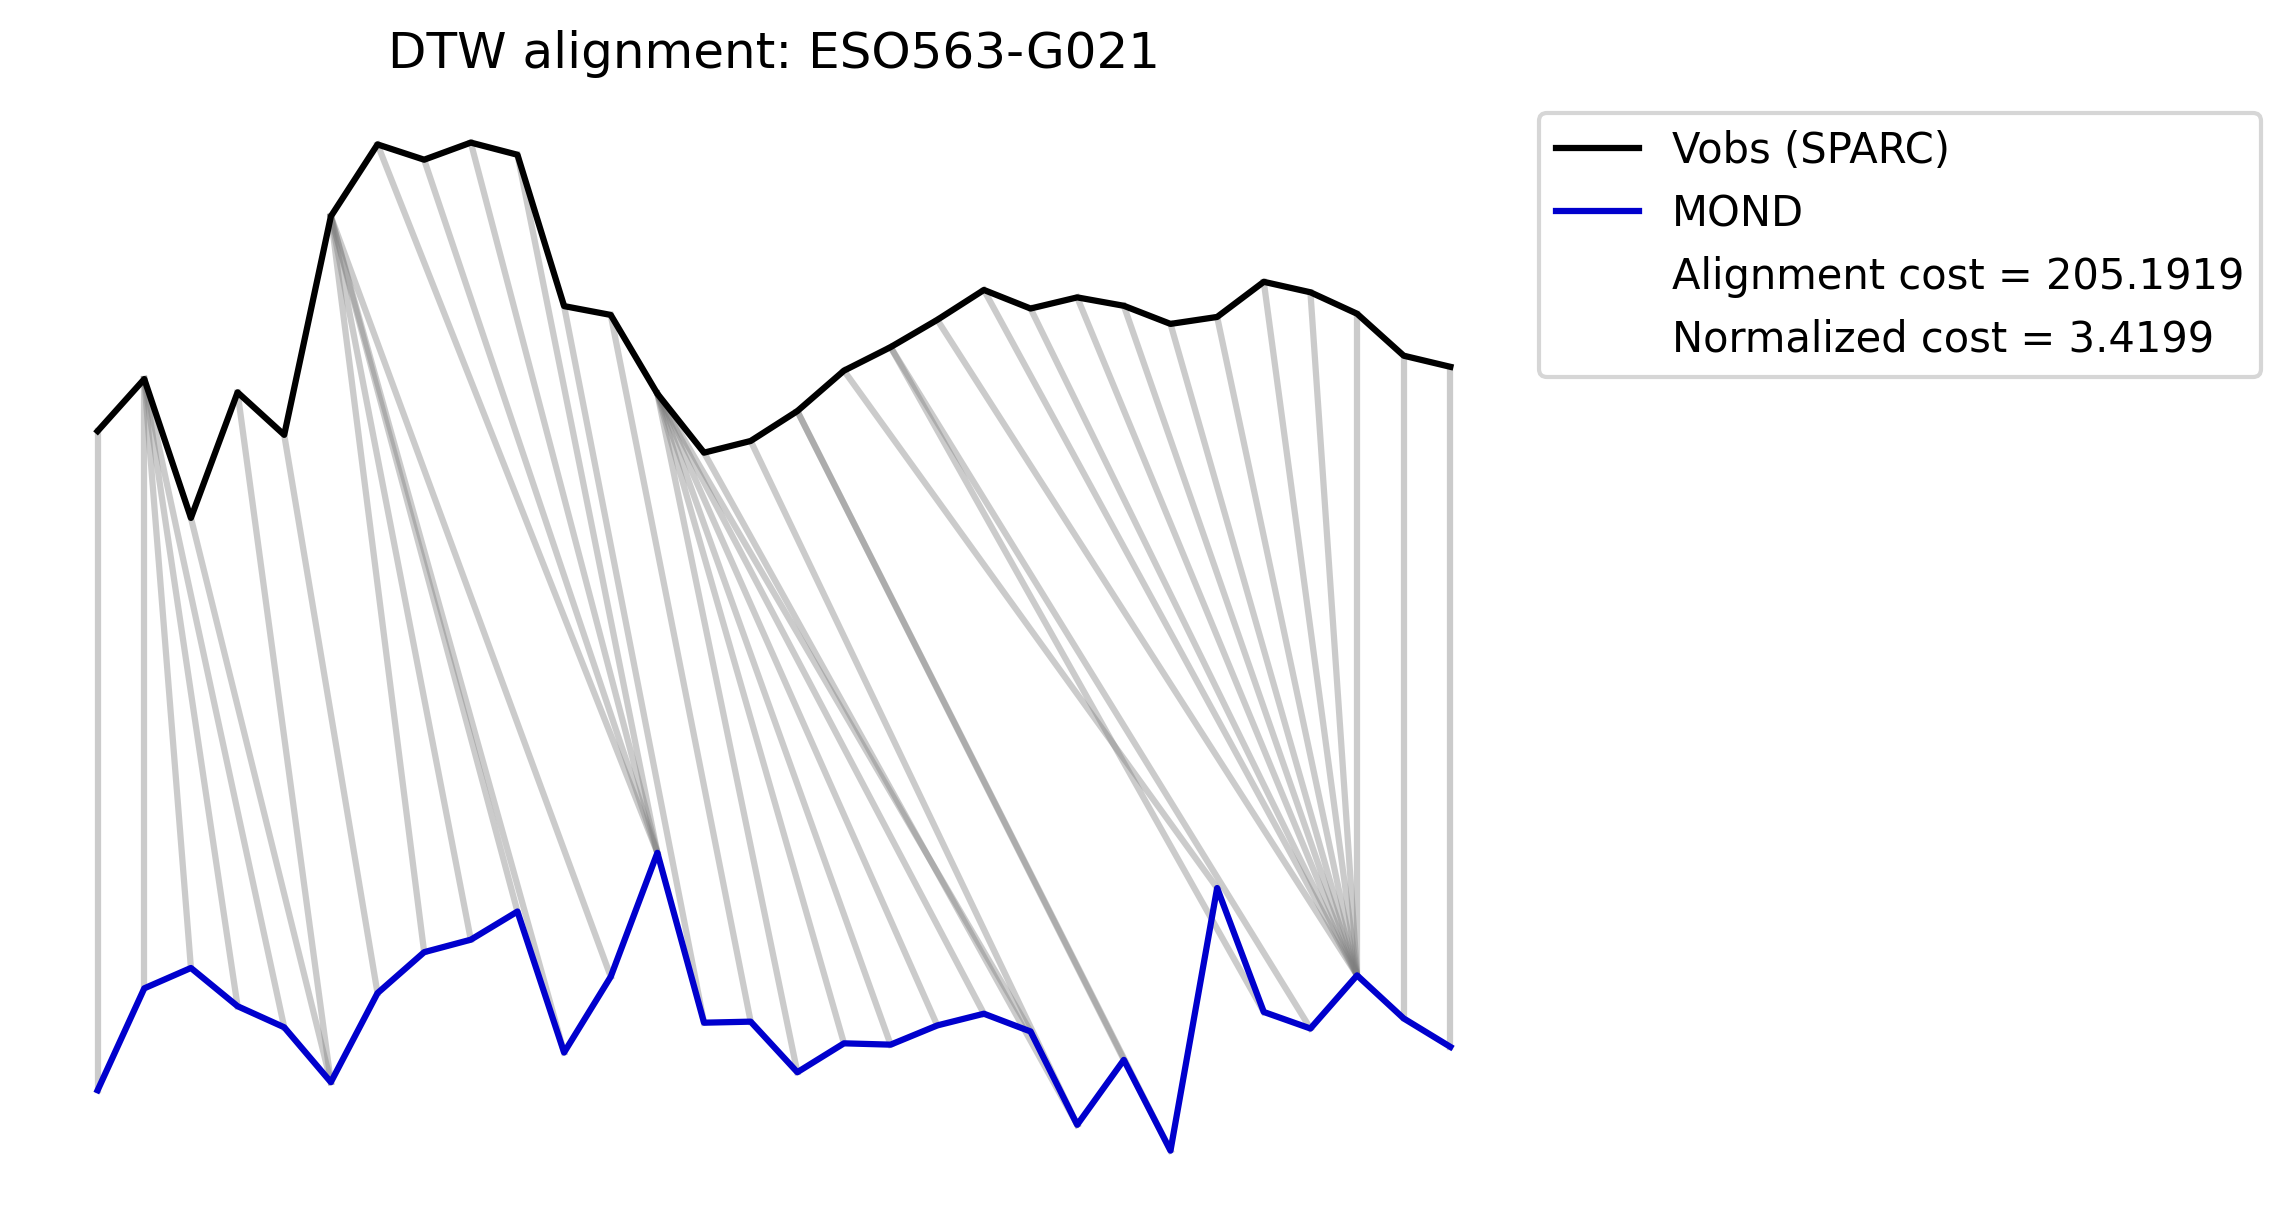 DTW alignment: ESO563-G021
Vobs (SPARC)
MOND
Alignment cost = 205.1919
Normalized cost = 3.4199